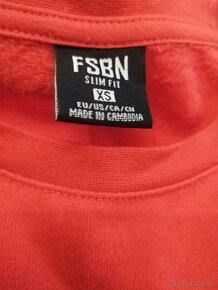 FSBN
SLIM FIT
XS
EU/US/CA/CN
MADE IN CAMBODIA